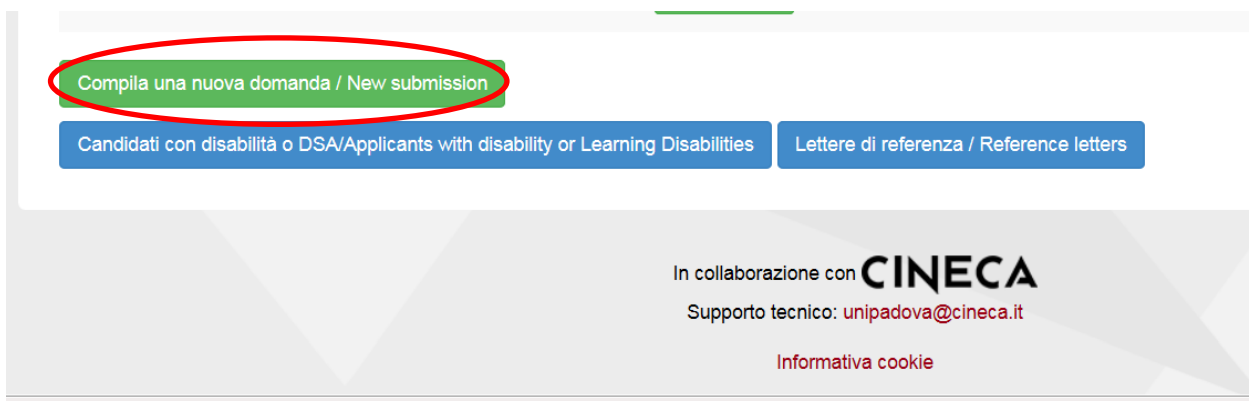 Compila una nuova domanda / New submission
Candidati con disabilità o DSA/Applicants with disability or Learning Disabilities
Lettere di referenza / Reference letters
In collaborazione con CINECA
Supporto tecnico: unipadova@cineca.it
Informativa cookie